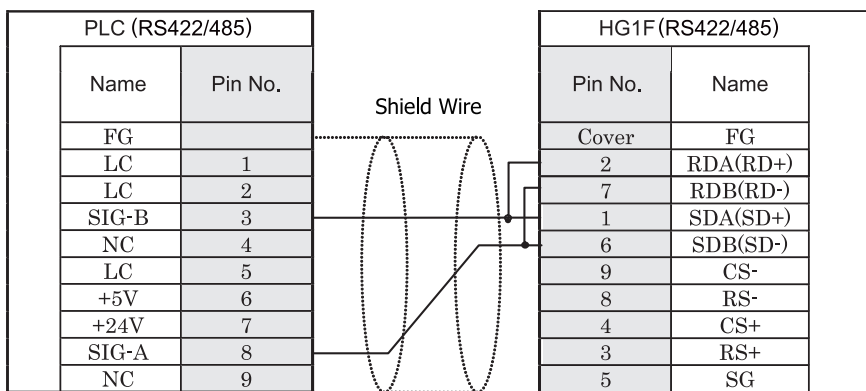 PLC (RS422/485)
HG1F (RS422/485)
Name Pin No. Pin No. Name
Shield Wire
FG Cover FG
LC 1 2 RDA(RD+)
LC 2 7 RDB(RD-)
SIG-B 3 1 SDA(SD+)
NC 4 6 SDB(SD-)
LC 5 9 CS-
+5V 6 8 RS-
+24V 7 4 CS+
SIG-A 8 3 RS+
NC 9 5 SG